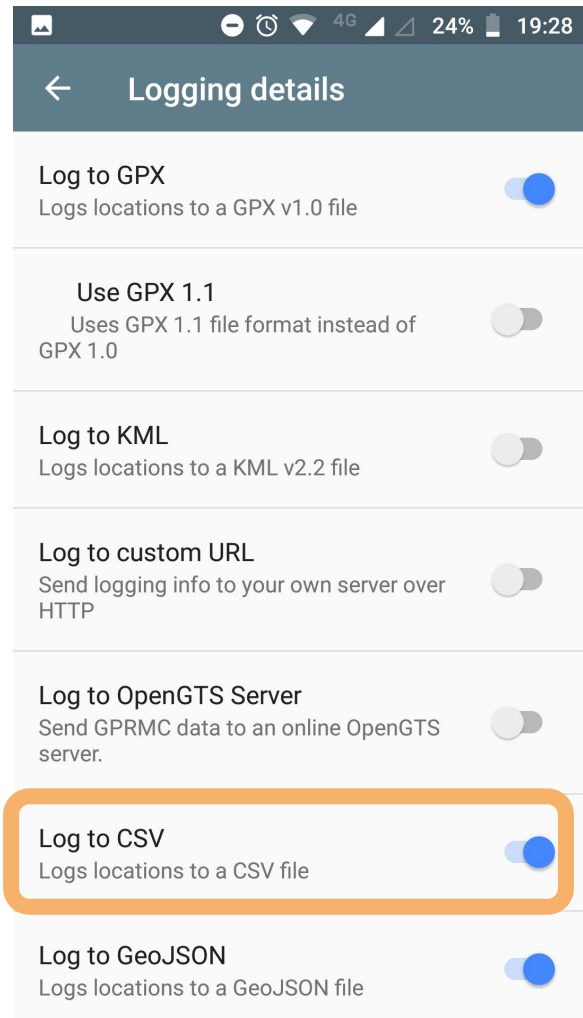 4G 24% 19:28
Logging details
Log to GPX
Logs locations to a GPX v1.0 file
Use GPX 1.1
Uses GPX 1.1 file format instead of
GPX 1.0
Log to KML
Logs locations to a KML v2.2 file
Log to custom URL
Send logging info to your own server over
HTTP
Log to OpenGTS Server
Send GPRMC data to an online OpenGTS
server.
Log to CSV
Logs locations to a CSV file
Log to GeoJSON
Logs locations to a GeoJSON file